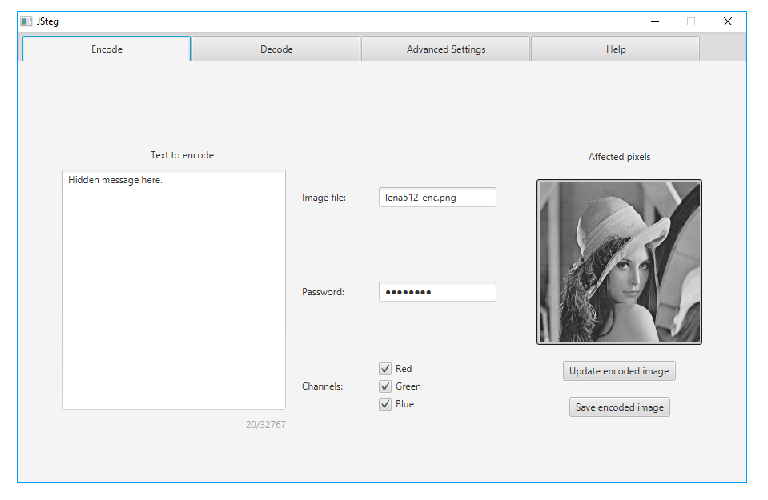 JSteg
Encode
Decode
Advanced Settings
Help
Text to encode
Hidden message here.
20/32767
Image file:
lena512_enc.png
Password:
●●●●●●●●
Channels:
Red
Green
Blue
Affected pixels
Update encoded image
Save encoded image